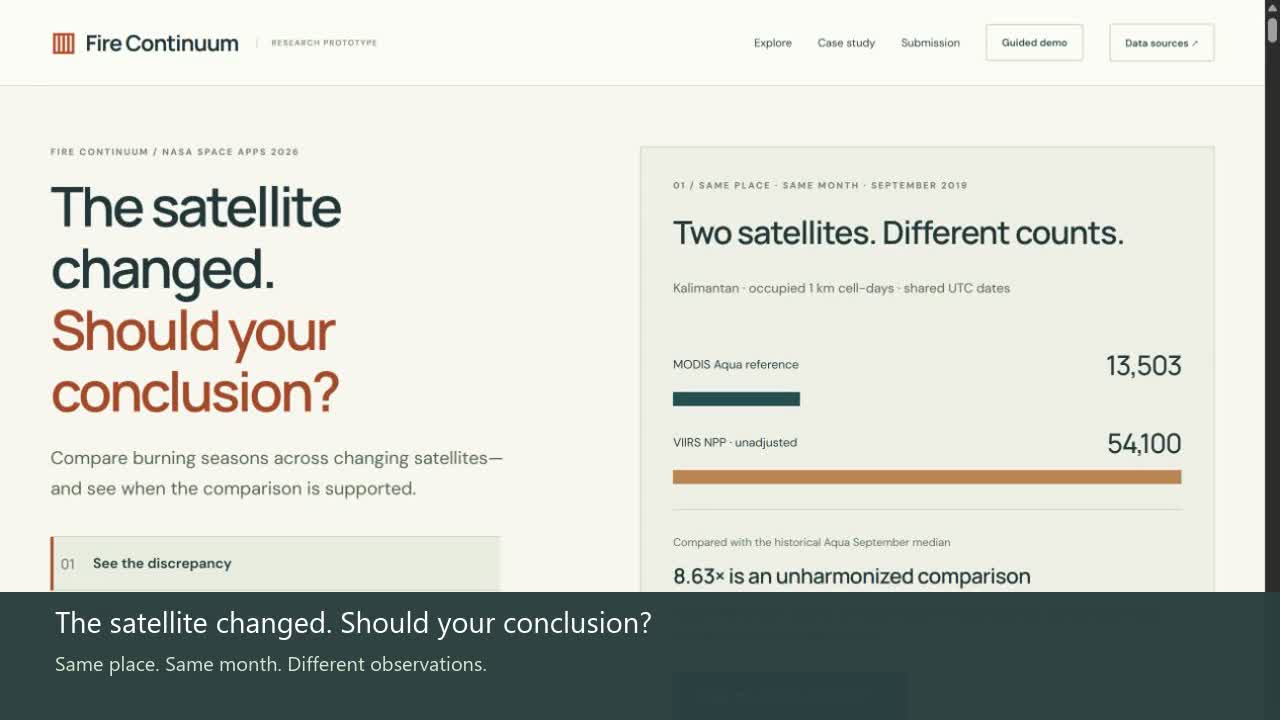 Fire Continuum
RESEARCH PROTOTYPE
Explore
Case study
Submission
Guided demo
Data sources ↗
FIRE CONTINUUM / NASA SPACE APPS 2026
The satellite
changed.
Should your
conclusion?
Compare burning seasons across changing satellites—
and see when the comparison is supported.
01 See the discrepancy
01 / SAME PLACE · SAME MONTH · SEPTEMBER 2019
Two satellites. Different counts.
Kalimantan · occupied 1 km cell-days · shared UTC dates
MODIS Aqua reference 13,503
VIIRS NPP · unadjusted 54,100
Compared with the historical Aqua September median
8.63× is an unharmonized comparison
The satellite changed. Should your conclusion?
Same place. Same month. Different observations.